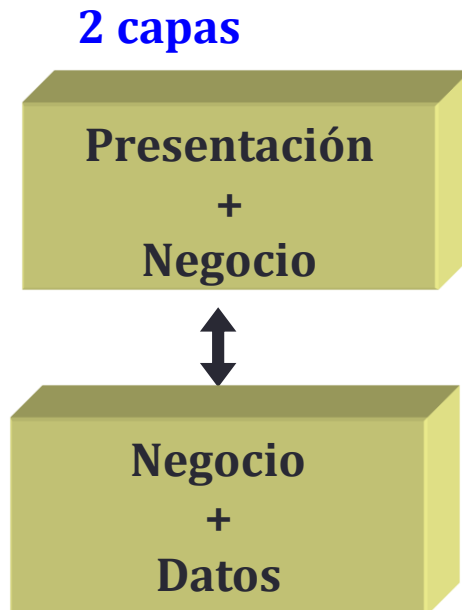 2 capas
Presentación
+
Negocio
Negocio
+
Datos